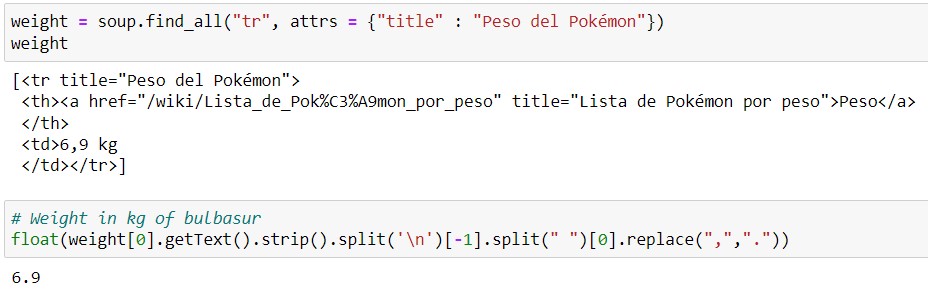 weight = soup.find_all("tr", attrs = {"title" : "Peso del Pokémon"})
weight
[<tr title="Peso del Pokémon">
 <th><a href="/wiki/Lista_de_Pok%C3%A9mon_por_peso" title="Lista de Pokémon por peso">Peso</a>
 </th>
 <td>6,9 kg
 </td></tr>]
# Weight in kg of bulbasur
float(weight[0].getText().strip().split('\n')[-1].split(" ")[0].replace(",","."))
6.9